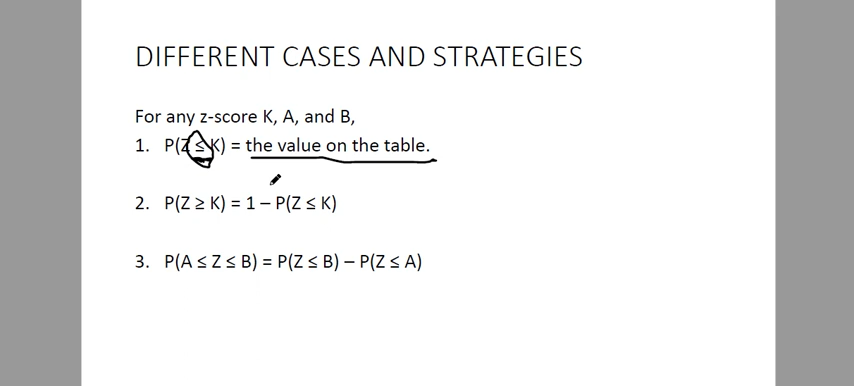 DIFFERENT CASES AND STRATEGIES
For any z-score K, A, and B,
1. P(Z ≤ K) = the value on the table.
2. P(Z ≥ K) = 1 – P(Z ≤ K)
3. P(A ≤ Z ≤ B) = P(Z ≤ B) – P(Z ≤ A)